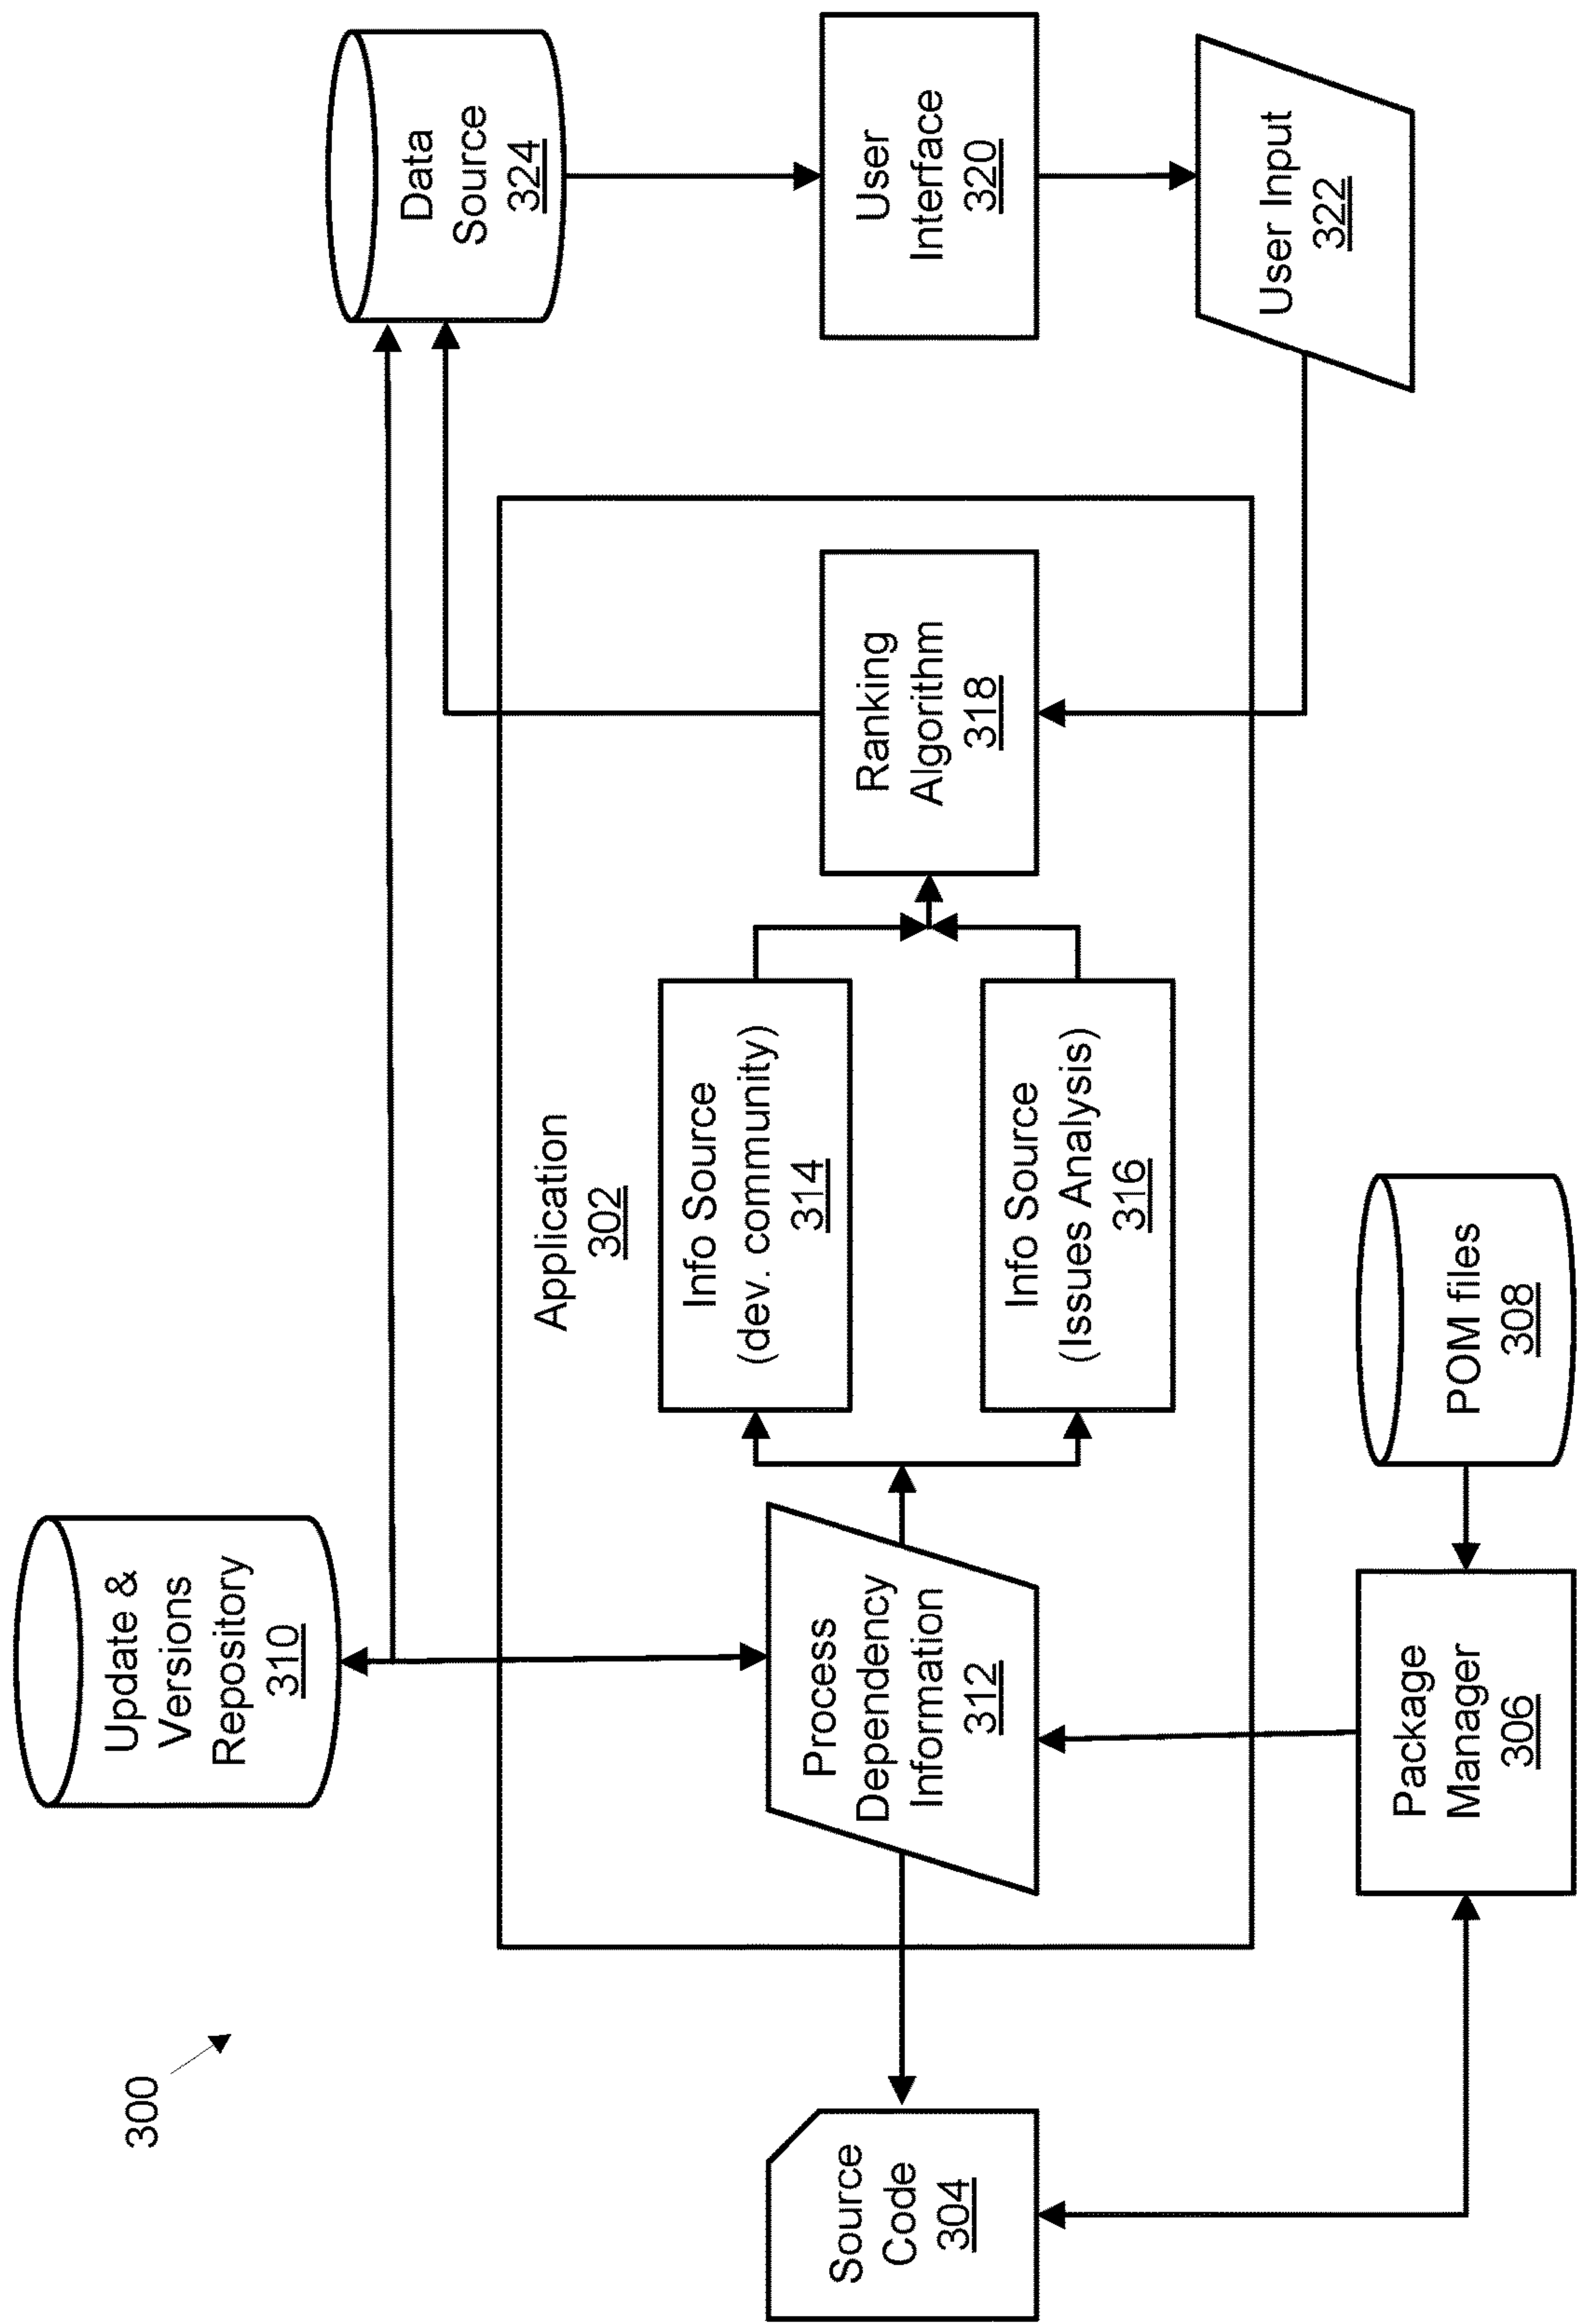 300
Update &
Versions
Repository
310
Data
Source
324
Application
302
Source
Code
304
Process
Dependency
Information
312
Info Source
(dev. community)
314
Info Source
(Issues Analysis)
316
Ranking
Algorithm
318
User
Interface
320
Package
Manager
306
POM files
308
User Input
322